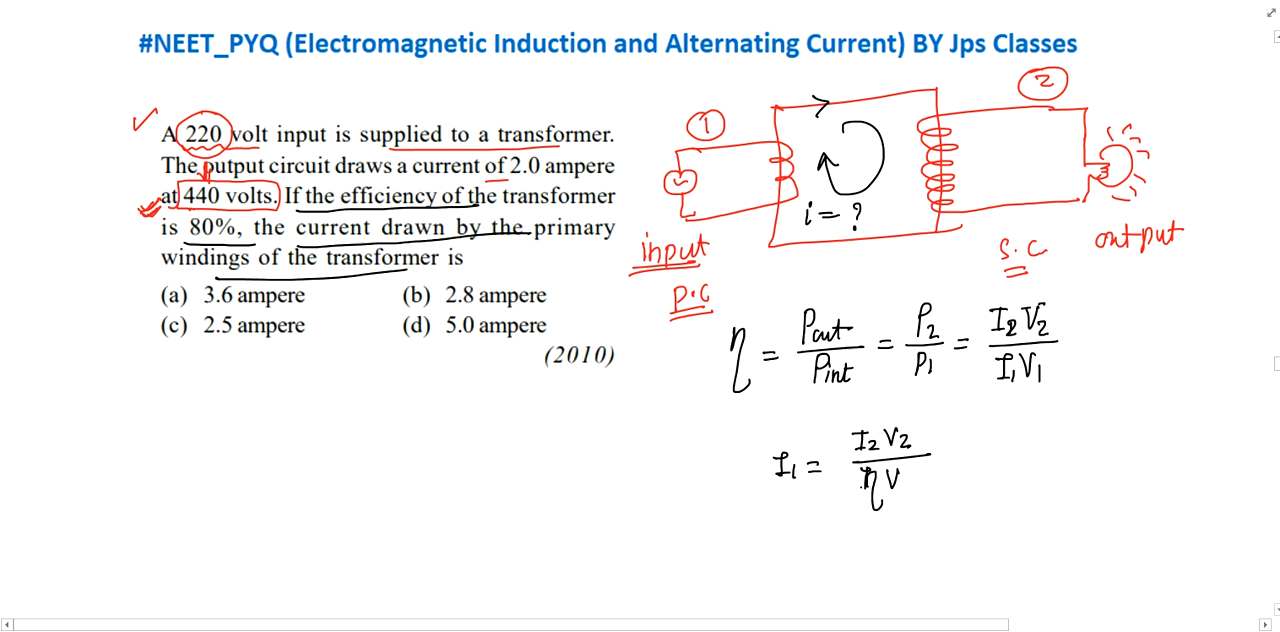 #NEET_PYQ (Electromagnetic Induction and Alternating Current) BY Jps Classes
A 220 volt input is supplied to a transformer.
The output circuit draws a current of 2.0 ampere
at 440 volts. If the efficiency of the transformer
is 80%, the current drawn by the primary
windings of the transformer is
(a) 3.6 ampere (b) 2.8 ampere
(c) 2.5 ampere (d) 5.0 ampere
(2010)
1
2
i = ?
input
P.C
S.C
output
η = Pout/Pint = P2/P1 = I2V2/I1V1
I1 = I2V2/ηV